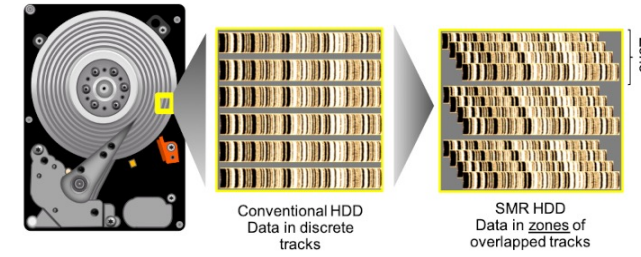 Conventional HDD
Data in discrete
tracks
SMR HDD
Data in zones of
overlapped tracks